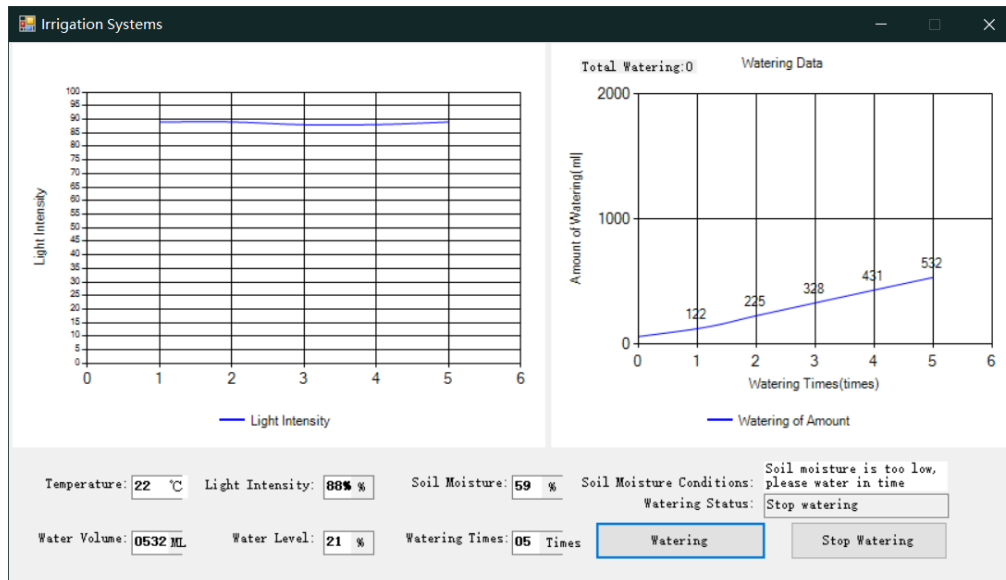 Irrigation Systems
Total Watering:0
Watering Data
100
95
90
85
80
75
70
65
60
55
50
45
40
35
30
25
20
15
10
5
0
0 1 2 3 4 5 6
Light Intensity
Light Intensity
2000
1000
0
122
225
328
431
532
0 1 2 3 4 5 6
Amount of Watering(ml)
Watering Times(times)
Watering of Amount
Temperature: 22 ℃
Light Intensity: 88% %
Soil Moisture: 59 %
Soil Moisture Conditions:
Soil moisture is too low,
please water in time
Watering Status: Stop watering
Water Volume: 0532 ML
Water Level: 21 %
Watering Times: 05 Times
Watering
Stop Watering